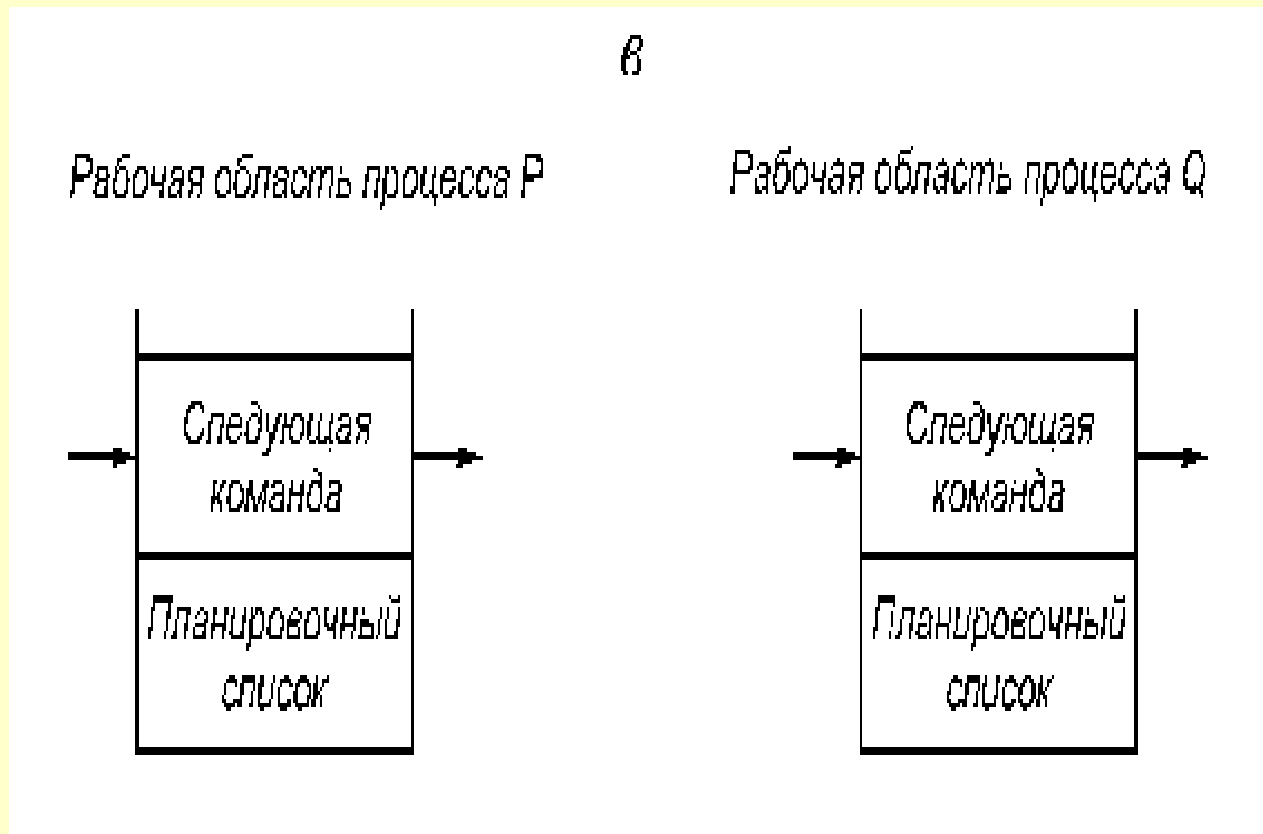 в
Рабочая область процесса P
Рабочая область процесса Q
Следующая
команда
Планировочный
список
Следующая
команда
Планировочный
список